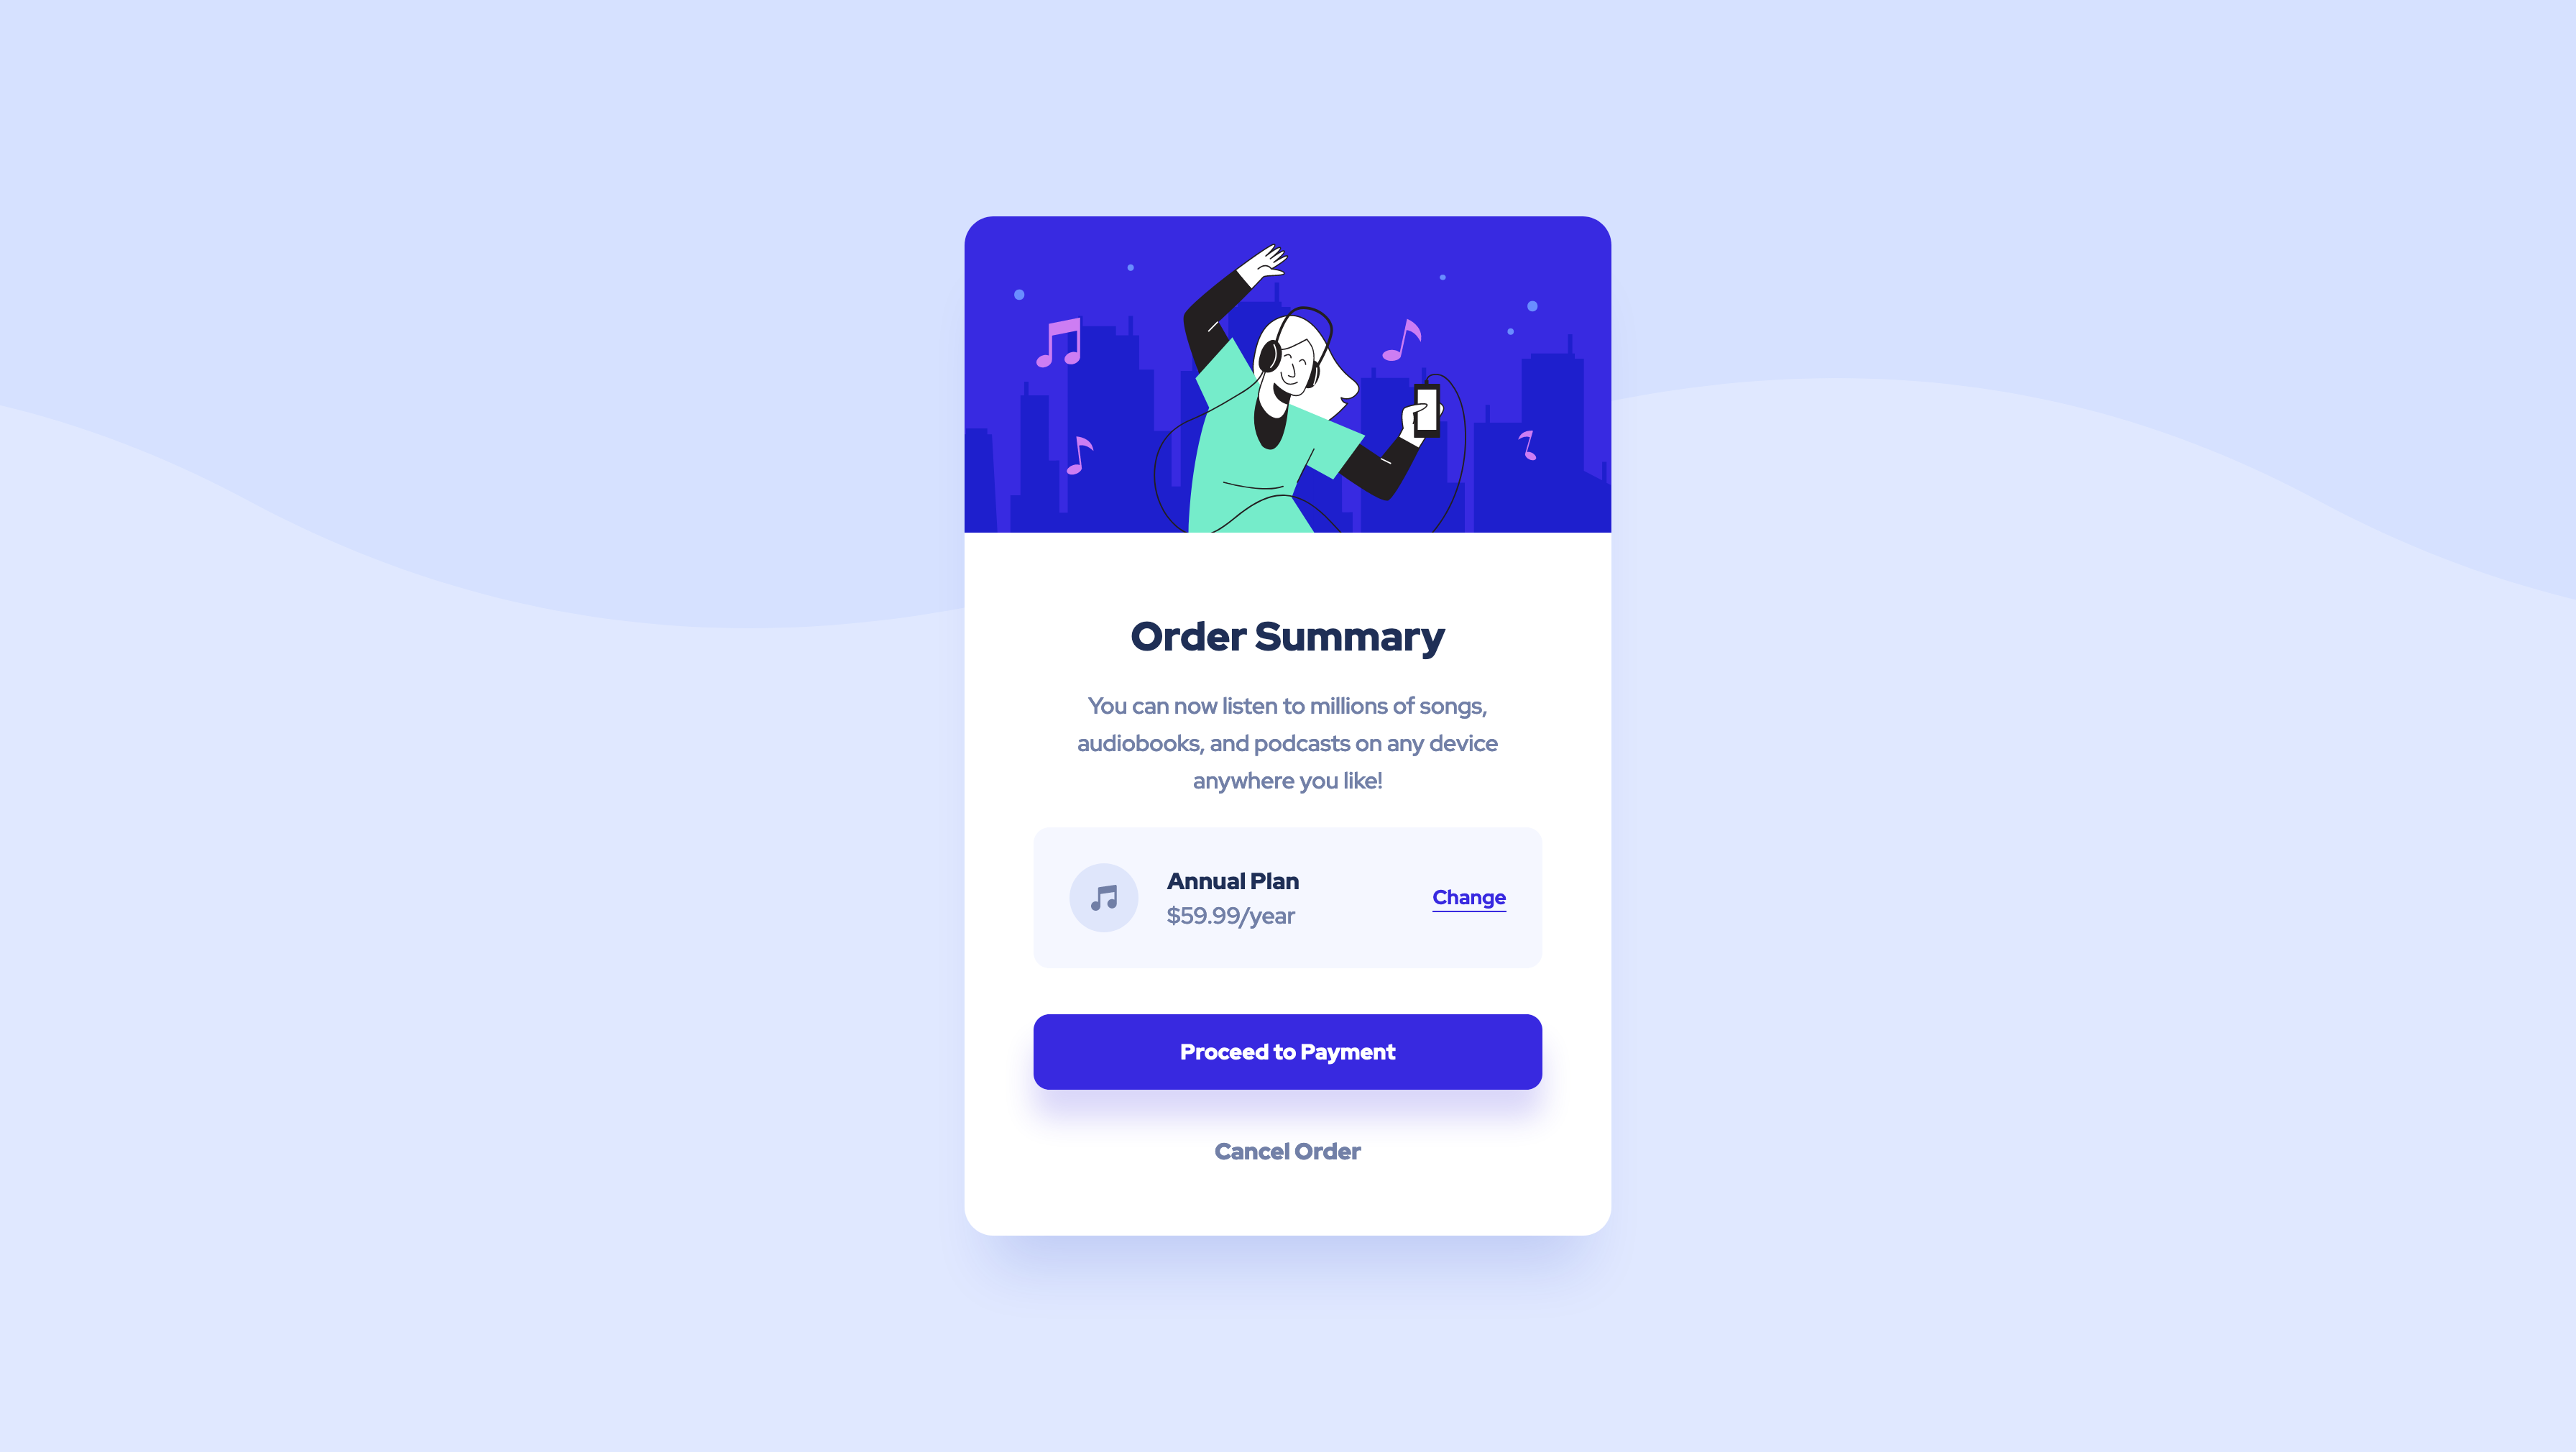 Order Summary
You can now listen to millions of songs,
audiobooks, and podcasts on any device
anywhere you like!
Annual Plan
$59.99/year
Change
Proceed to Payment
Cancel Order